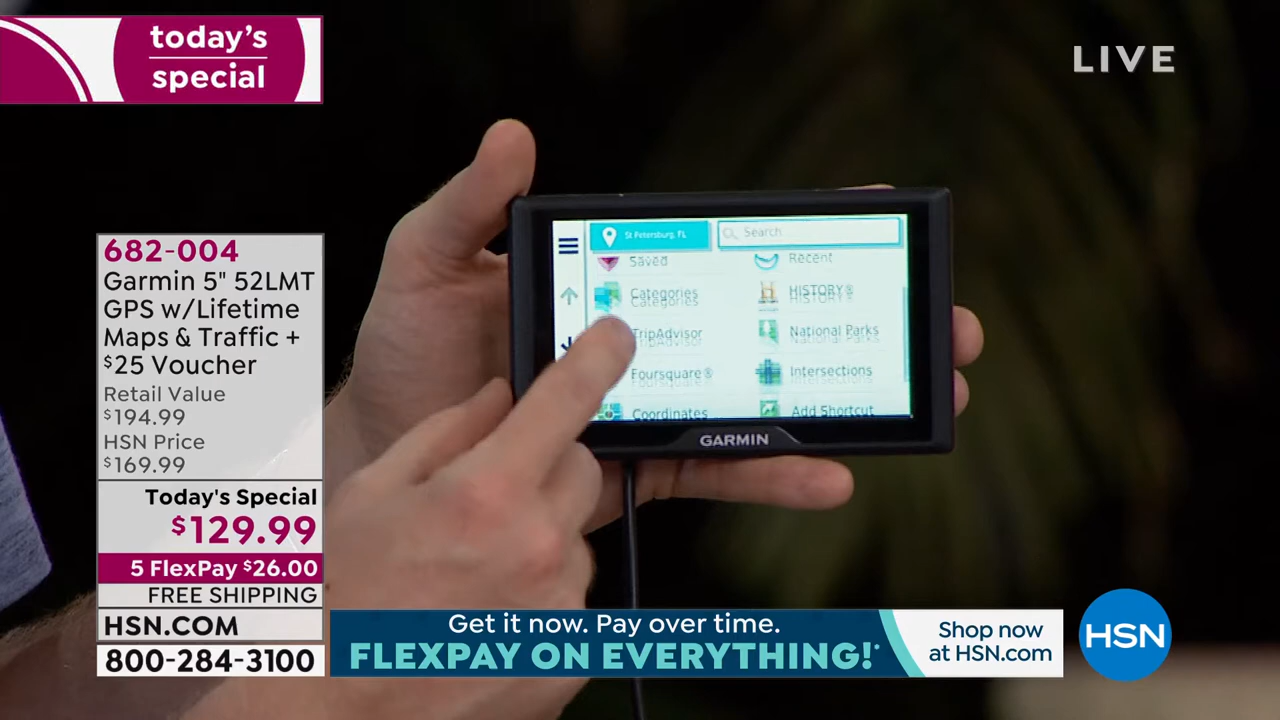 today's
special
LIVE
682-004
Garmin 5" 52LMT
GPS w/Lifetime
Maps & Traffic +
$25 Voucher
Retail Value
$194.99
HSN Price
$169.99
Today's Special
$129.99
5 FlexPay $26.00
FREE SHIPPING
HSN.COM
800-284-3100
St Petersburg, FL
Search
Saved
Recent
Categories
HISTORY®
TripAdvisor
National Parks
Foursquare®
Intersections
Coordinates
Add Shortcut
GARMIN
Get it now. Pay over time.
FLEXPAY ON EVERYTHING!*
Shop now
at HSN.com
HSN